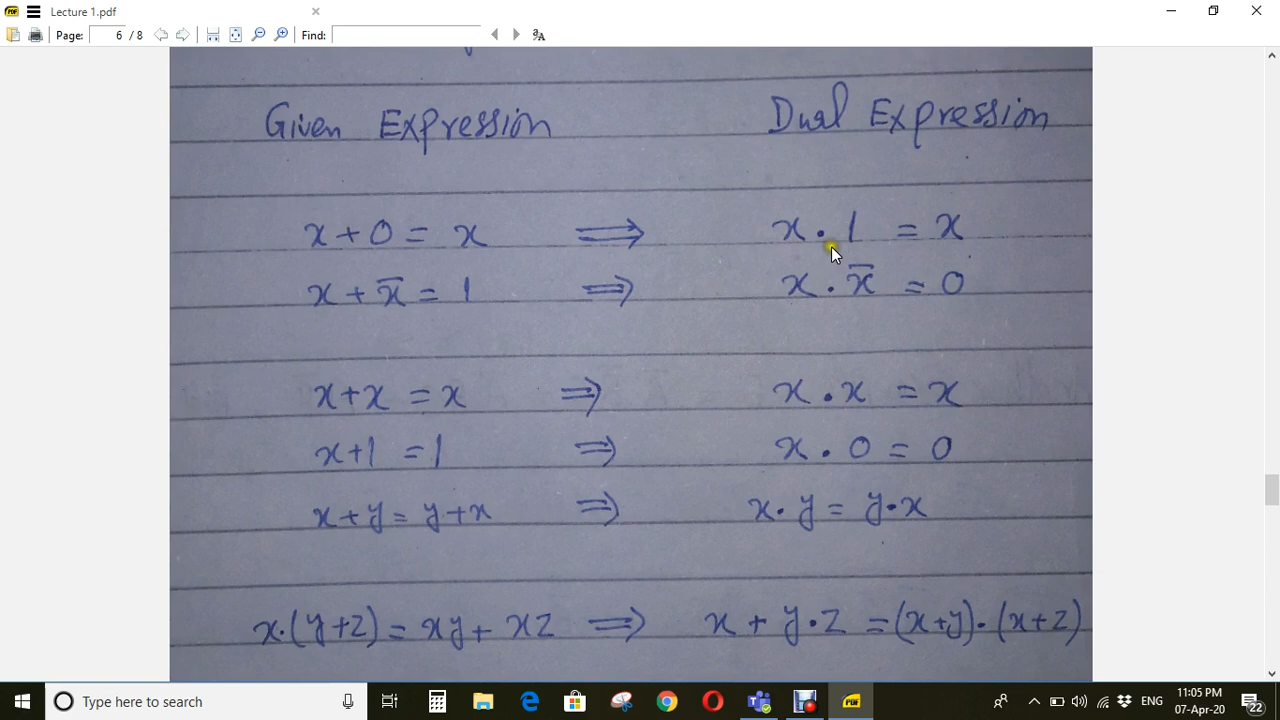 Lecture 1.pdf
Page: 6 / 8 Find:
Given Expression Dual Expression
x + 0 = x ⟹ x · 1 = x
x + x̅ = 1 ⟹ x · x̅ = 0
x + x = x ⟹ x · x = x
x + 1 = 1 ⟹ x · 0 = 0
x + y = y + x ⟹ x · y = y · x
x·(y+z) = xy + xz ⟹ x + y·z = (x+y)·(x+z)
Type here to search
ENG
11:05 PM
07-Apr-20
22